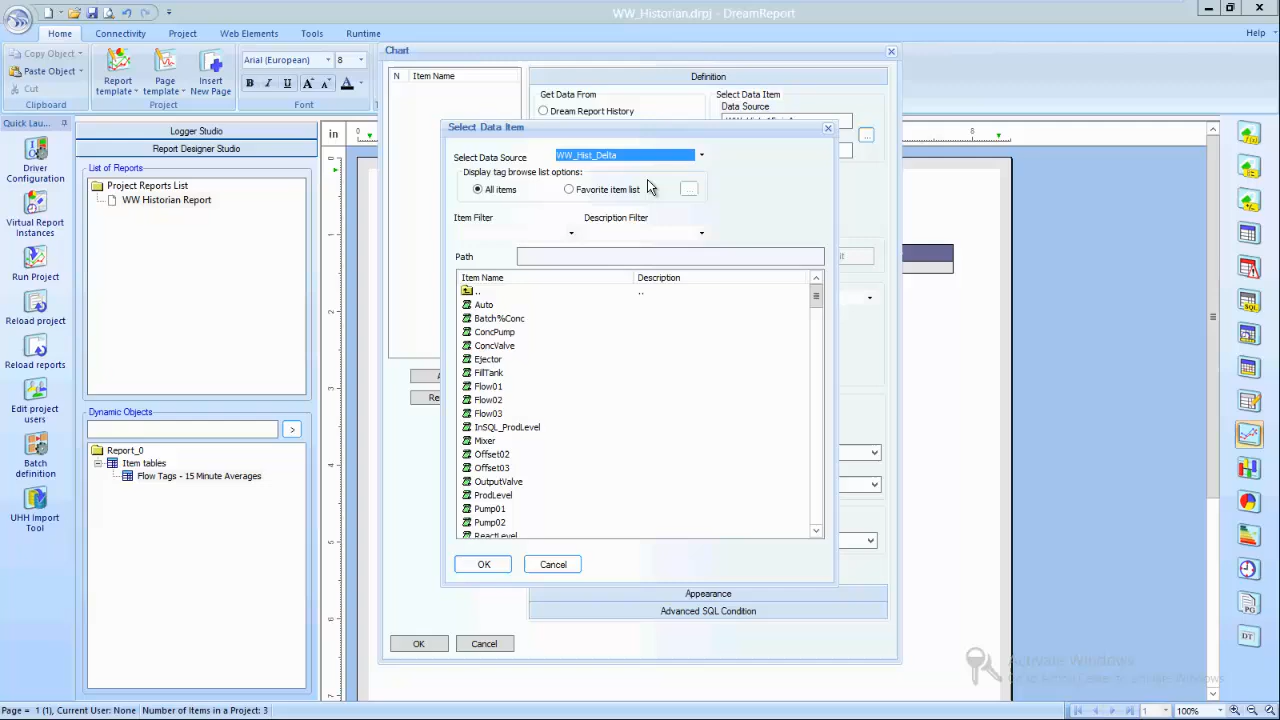 WW_Historian.drpj - DreamReport
Home Connectivity Project Web Elements Tools Runtime Help
Copy Object
Paste Object
Cut
Clipboard
Report template
Page template
Insert New Page
Project
Arial (European) 8
B I U A A A
Font
Quick Lau...
Driver Configuration
Virtual Report Instances
Run Project
Reload project
Reload reports
Edit project users
Batch definition
UHH Import Tool
Logger Studio
Report Designer Studio
List of Reports
Project Reports List
WW Historian Report
Dynamic Objects
>
Report_0
Item tables
Flow Tags - 15 Minute Averages
in
Chart
N Item Name
Definition
Get Data From
Dream Report History
Select Data Item
Data Source
...
Select Data Item
Select Data Source WW_Hist_Delta
Display tag browse list options:
All items Favorite item list ...
Item Filter Description Filter
Path
Item Name Description
.. ..
Auto
Batch%Conc
ConcPump
ConcValve
Ejector
FillTank
Flow01
Flow02
Flow03
InSQL_ProdLevel
Mixer
Offset02
Offset03
OutputValve
ProdLevel
Pump01
Pump02
ReactLevel
OK Cancel
Appearance
Advanced SQL Condition
OK Cancel
SQL
PG
DT
Activate Windows
Page = 1 (1), Current User: None Number of Items in a Project: 3
1 100%